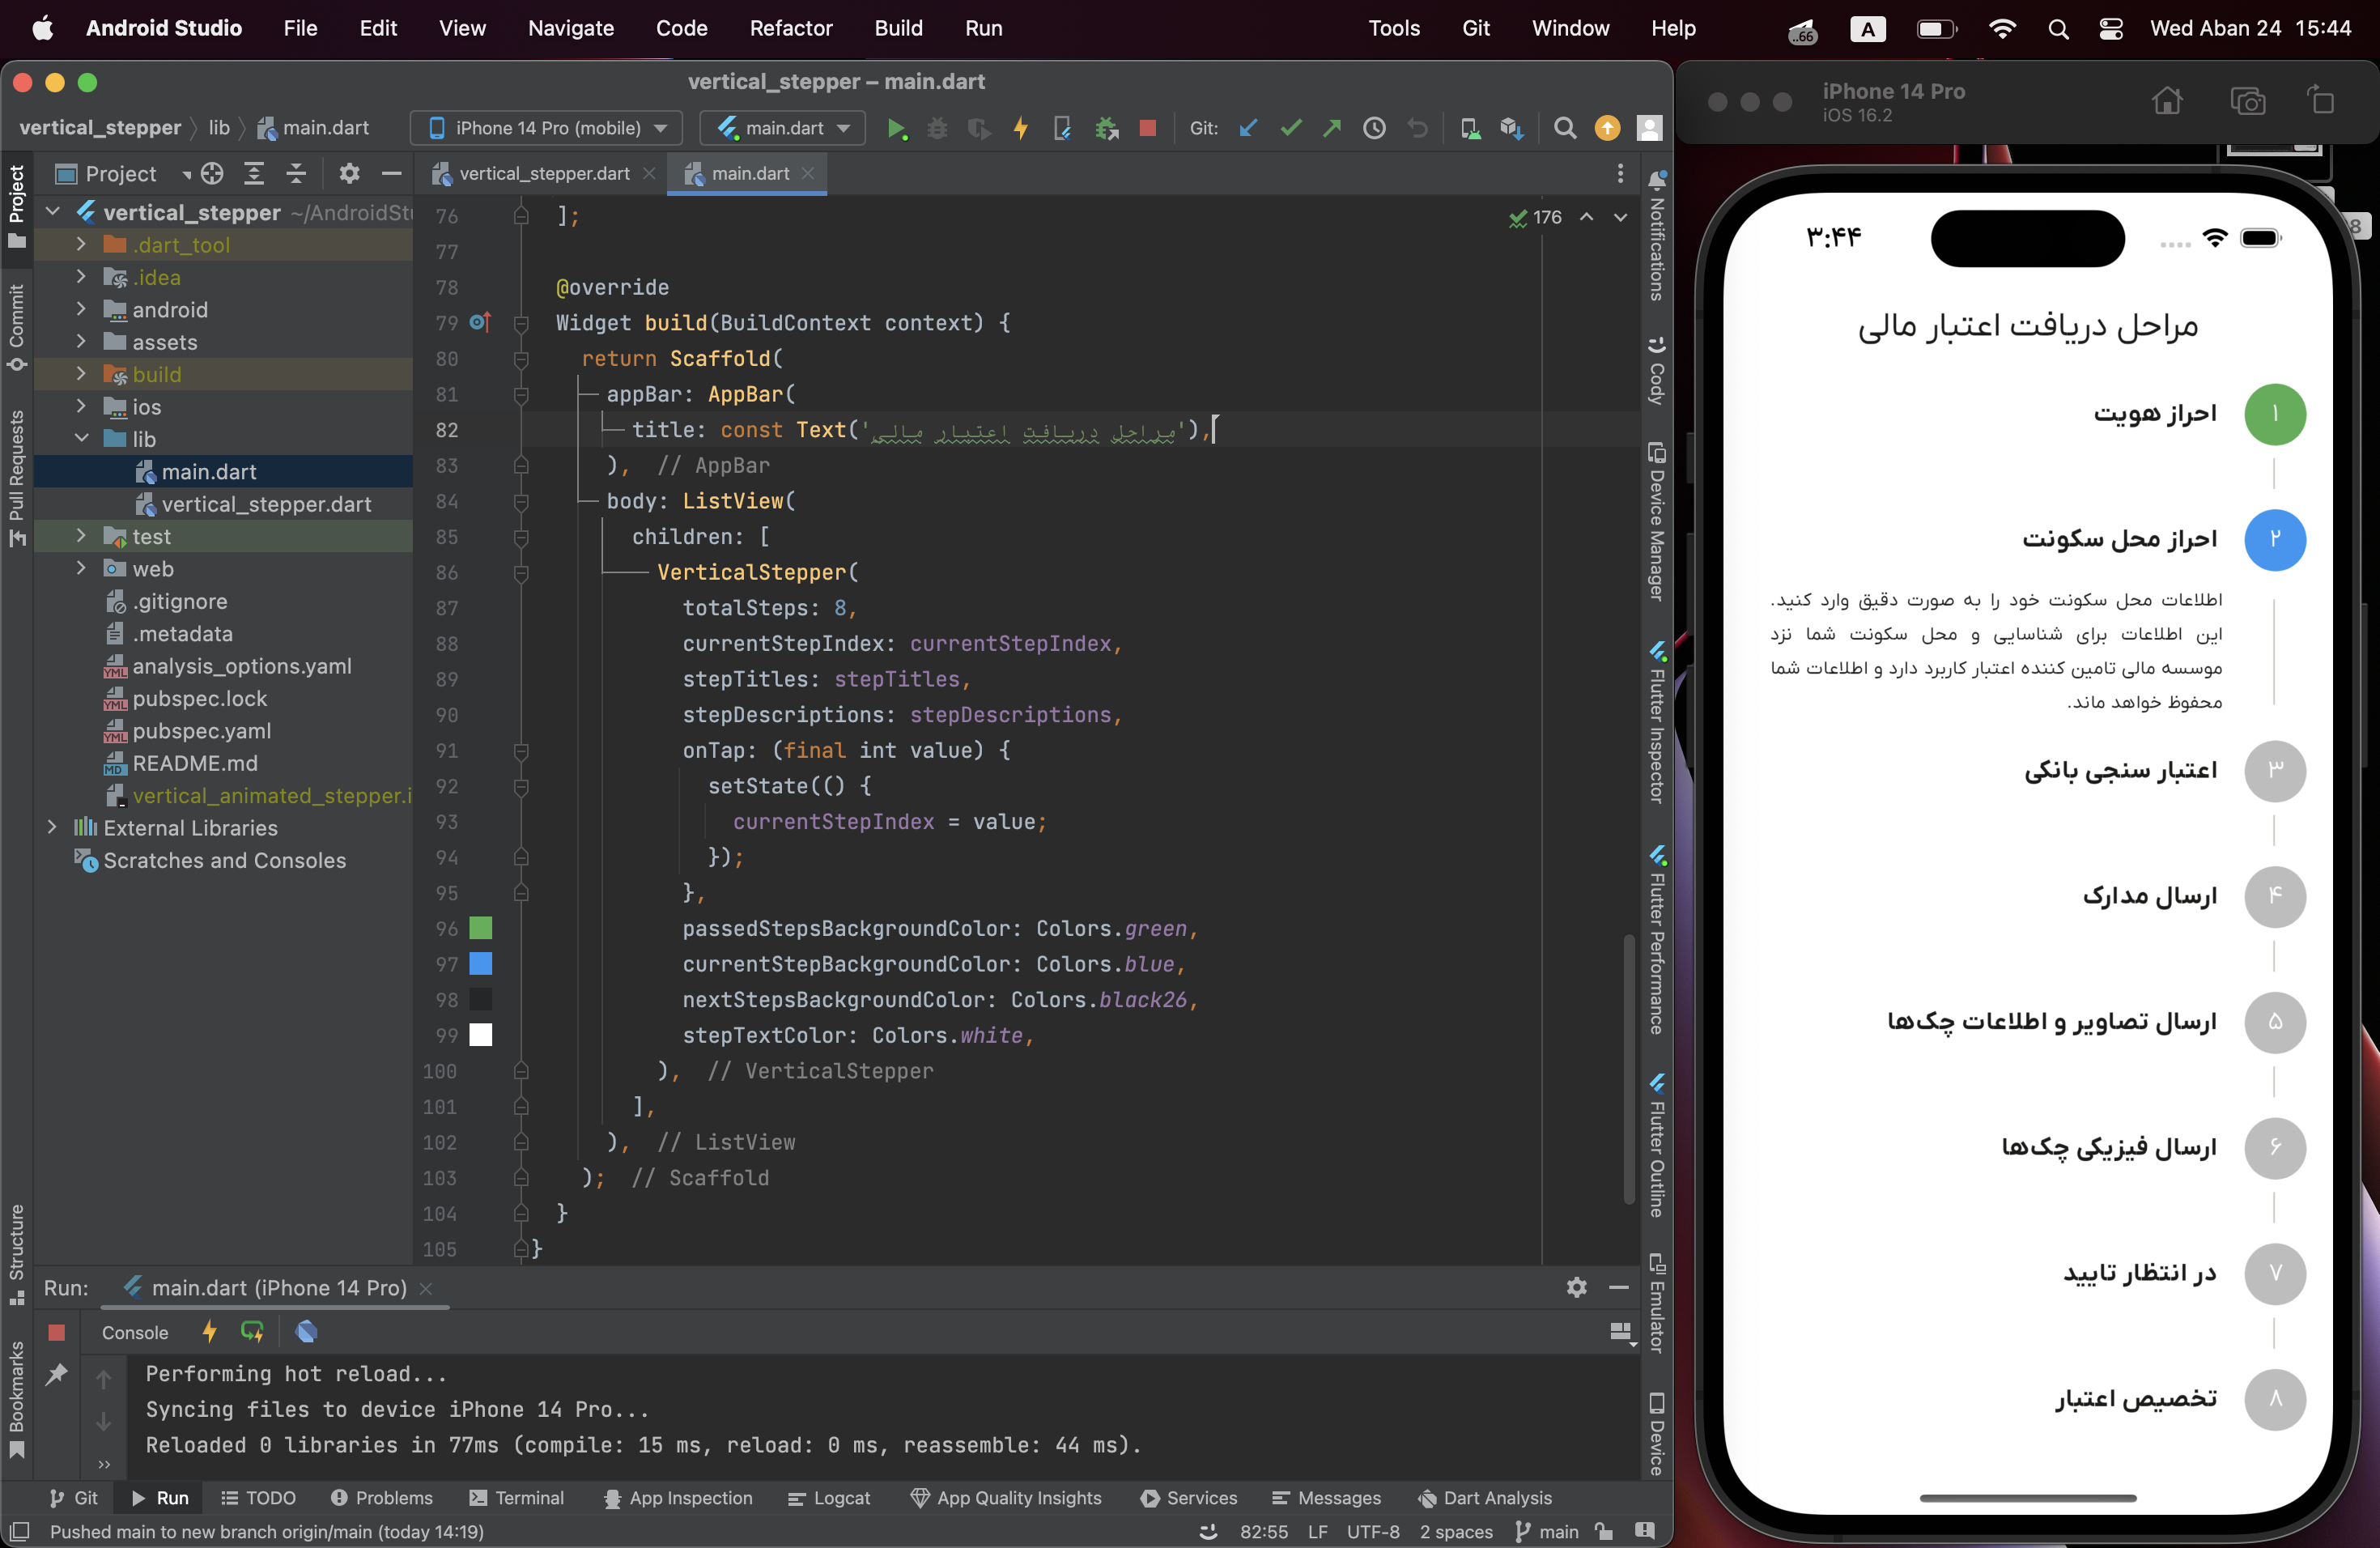 Android Studio File Edit View Navigate Code Refactor Build Run Tools Git Window Help ..66 A Wed Aban 24 15:44
vertical_stepper – main.dart
vertical_stepper lib main.dart iPhone 14 Pro (mobile) main.dart Git:
Project
vertical_stepper.dart main.dart
vertical_stepper ~/AndroidStu
.dart_tool
.idea
android
assets
build
ios
lib
main.dart
vertical_stepper.dart
test
web
.gitignore
.metadata
analysis_options.yaml
pubspec.lock
pubspec.yaml
README.md
vertical_animated_stepper.i
External Libraries
Scratches and Consoles
Project
Commit
Pull Requests
Structure
Bookmarks
176
76 ];
77
78 @override
79 Widget build(BuildContext context) {
80 return Scaffold(
81 appBar: AppBar(
82 title: const Text('مراحل دریافت اعتبار مالی'),
83 ), // AppBar
84 body: ListView(
85 children: [
86 VerticalStepper(
87 totalSteps: 8,
88 currentStepIndex: currentStepIndex,
89 stepTitles: stepTitles,
90 stepDescriptions: stepDescriptions,
91 onTap: (final int value) {
92 setState(() {
93 currentStepIndex = value;
94 });
95 },
96 passedStepsBackgroundColor: Colors.green,
97 currentStepBackgroundColor: Colors.blue,
98 nextStepsBackgroundColor: Colors.black26,
99 stepTextColor: Colors.white,
100 ), // VerticalStepper
101 ],
102 ), // ListView
103 ); // Scaffold
104 }
105 }
Notifications
Cody
Device Manager
Flutter Inspector
Flutter Performance
Flutter Outline
Emulator
Device
Run: main.dart (iPhone 14 Pro)
Console
Performing hot reload...
Syncing files to device iPhone 14 Pro...
Reloaded 0 libraries in 77ms (compile: 15 ms, reload: 0 ms, reassemble: 44 ms).
Git Run TODO Problems Terminal App Inspection Logcat App Quality Insights Services Messages Dart Analysis
Pushed main to new branch origin/main (today 14:19) 82:55 LF UTF-8 2 spaces main
iPhone 14 Pro
iOS 16.2
8
۳:۴۴
مراحل دریافت اعتبار مالی
۱ احراز هویت
۲ احراز محل سکونت
اطلاعات محل سکونت خود را به صورت دقیق وارد کنید.
این اطلاعات برای شناسایی و محل سکونت شما نزد
موسسه مالی تامین کننده اعتبار کاربرد دارد و اطلاعات شما
محفوظ خواهد ماند.
۳ اعتبار سنجی بانکی
۴ ارسال مدارک
۵ ارسال تصاویر و اطلاعات چک‌ها
۶ ارسال فیزیکی چک‌ها
۷ در انتظار تایید
۸ تخصیص اعتبار